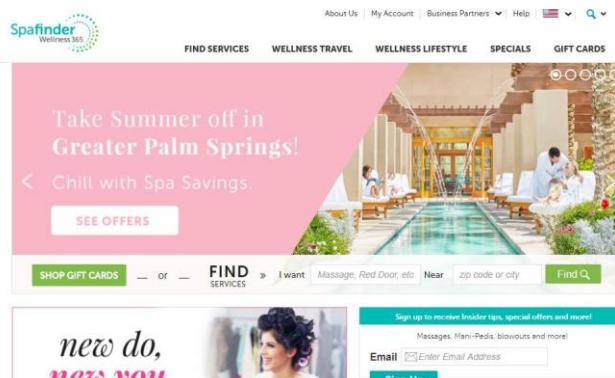 About Us My Account Business Partners Help
Spafinder
Wellness 365
FIND SERVICES WELLNESS TRAVEL WELLNESS LIFESTYLE SPECIALS GIFT CARDS
Take Summer off in
Greater Palm Springs!
Chill with Spa Savings.
SEE OFFERS
SHOP GIFT CARDS — or — FIND SERVICES » I want Massage, Red Door, etc Near zip code or city Find
Sign up to receive Insider tips, special offers and more!
Massages, Mani-Pedis, blowouts and more!
Email Enter Email Address
new do,
new you